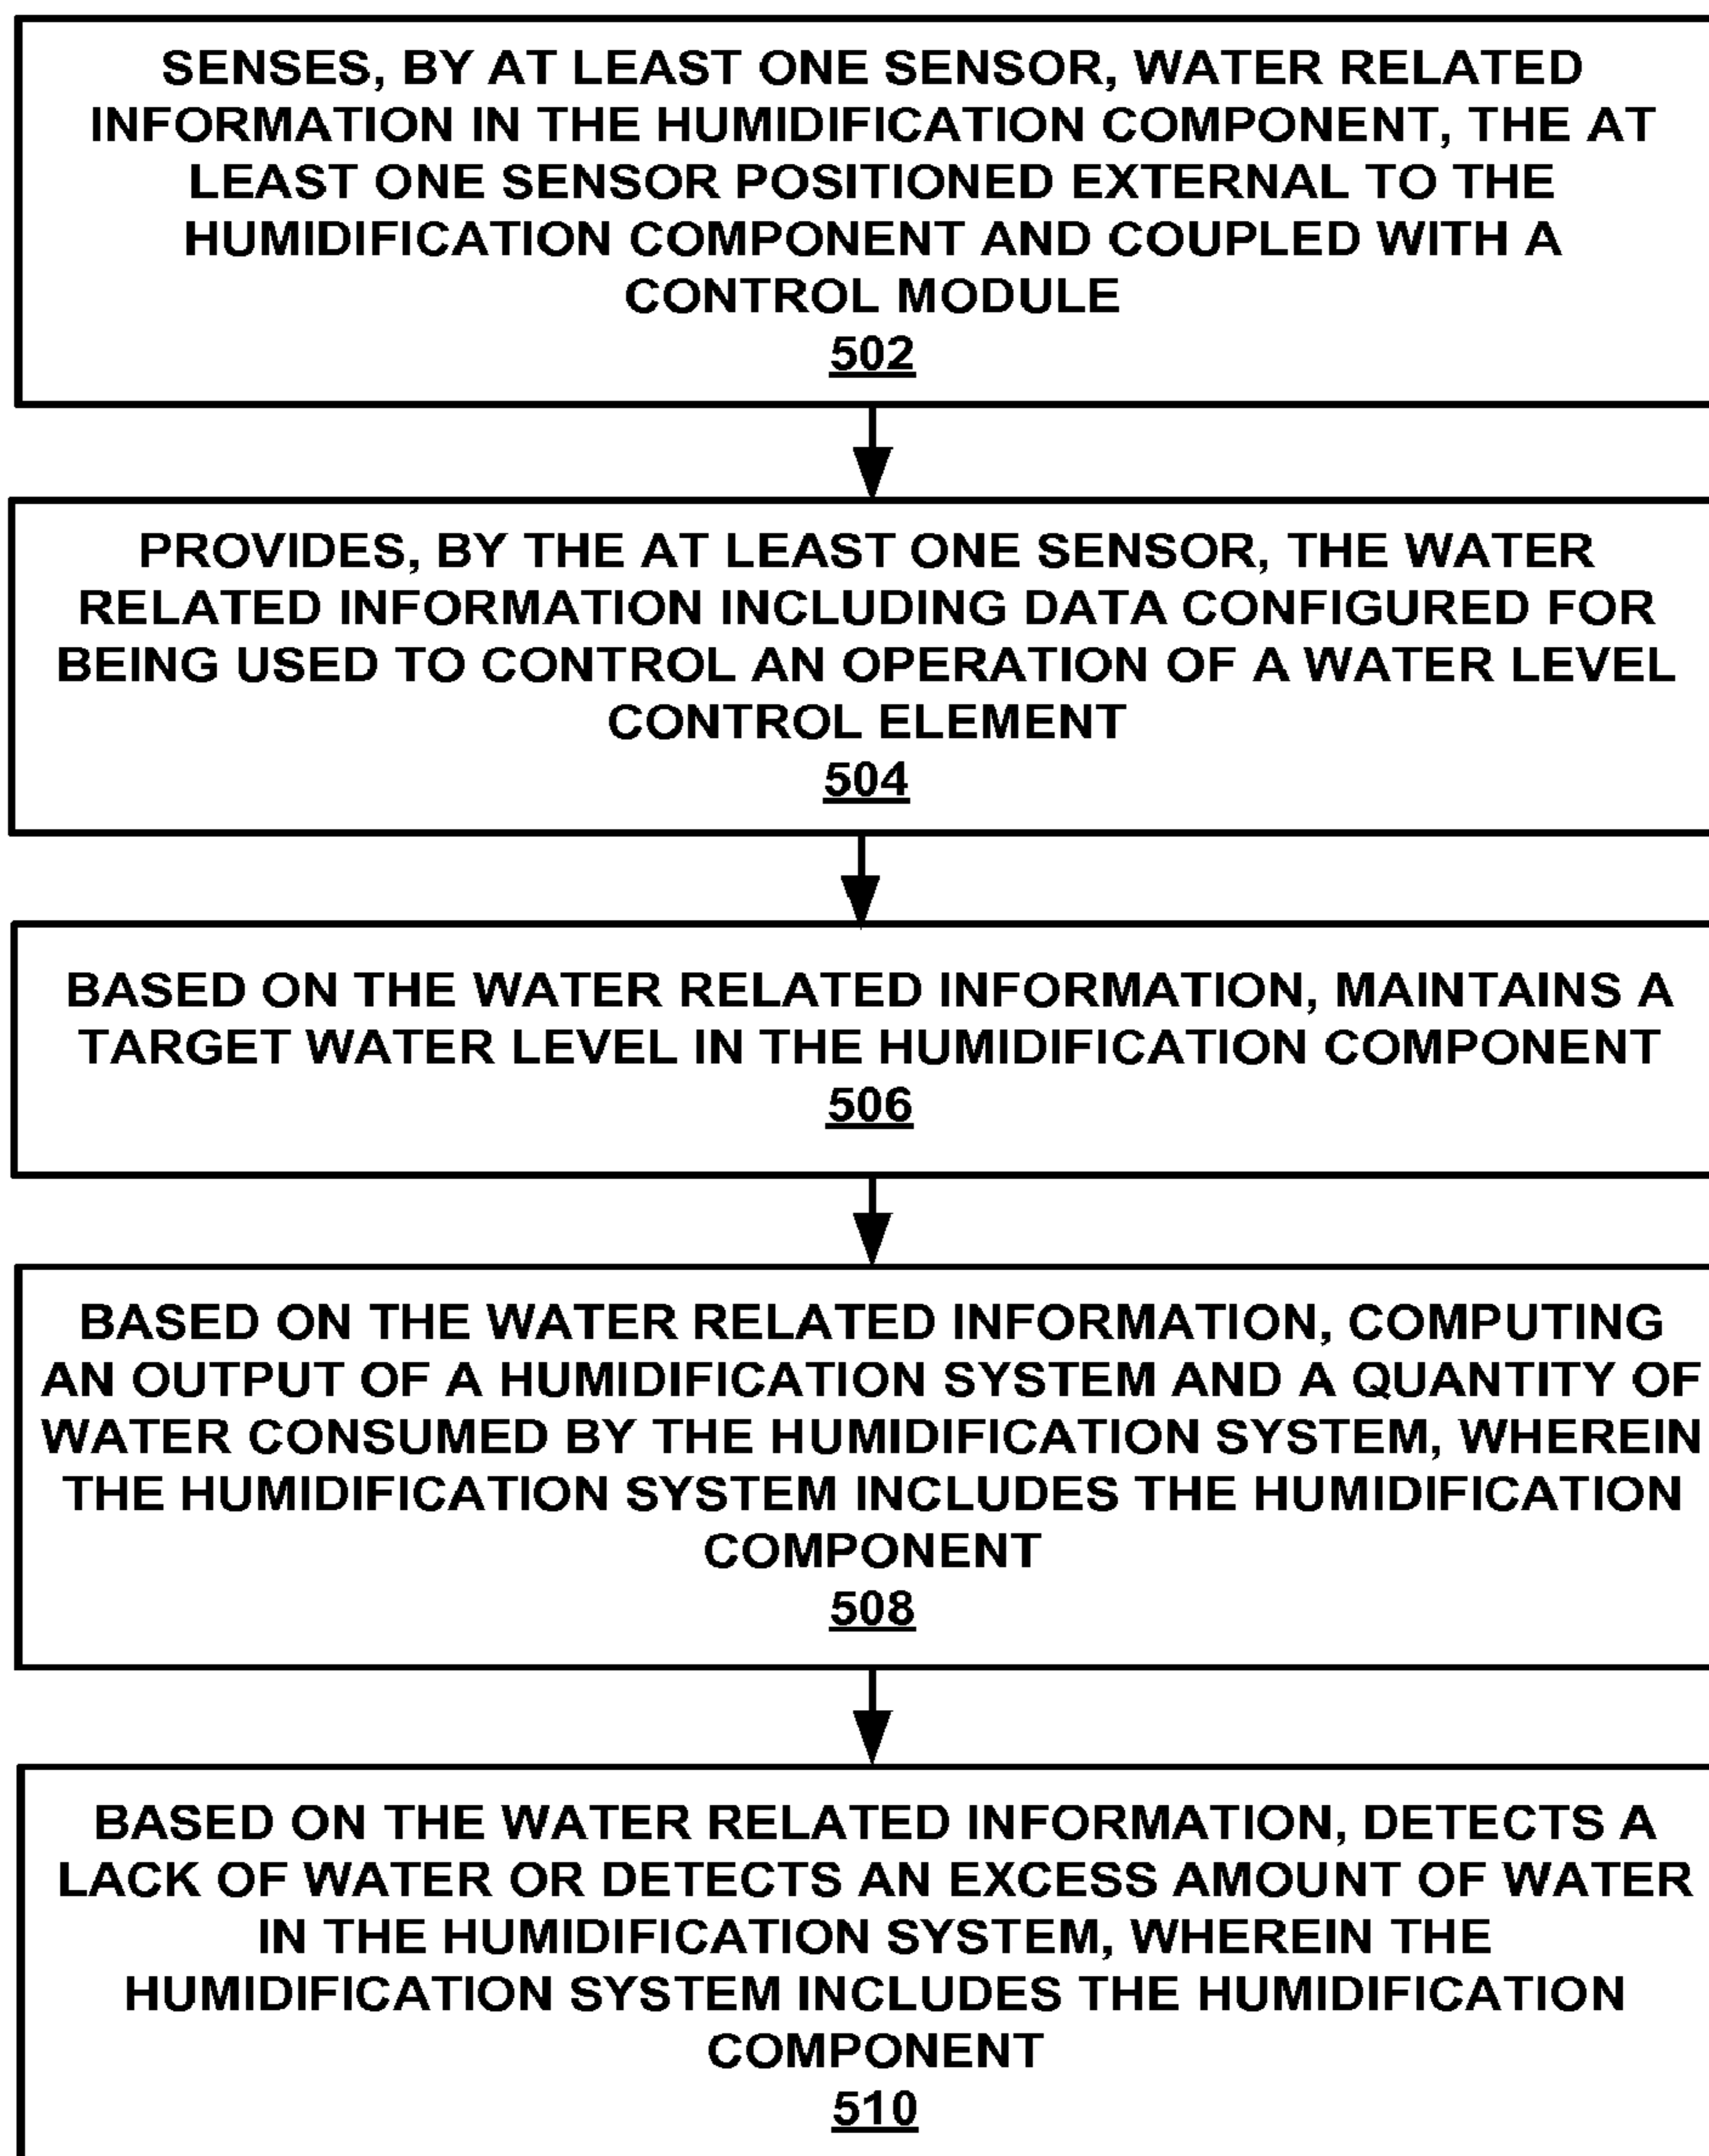 SENSES, BY AT LEAST ONE SENSOR, WATER RELATED
INFORMATION IN THE HUMIDIFICATION COMPONENT, THE AT
LEAST ONE SENSOR POSITIONED EXTERNAL TO THE
HUMIDIFICATION COMPONENT AND COUPLED WITH A
CONTROL MODULE
502
PROVIDES, BY THE AT LEAST ONE SENSOR, THE WATER
RELATED INFORMATION INCLUDING DATA CONFIGURED FOR
BEING USED TO CONTROL AN OPERATION OF A WATER LEVEL
CONTROL ELEMENT
504
BASED ON THE WATER RELATED INFORMATION, MAINTAINS A
TARGET WATER LEVEL IN THE HUMIDIFICATION COMPONENT
506
BASED ON THE WATER RELATED INFORMATION, COMPUTING
AN OUTPUT OF A HUMIDIFICATION SYSTEM AND A QUANTITY OF
WATER CONSUMED BY THE HUMIDIFICATION SYSTEM, WHEREIN
THE HUMIDIFICATION SYSTEM INCLUDES THE HUMIDIFICATION
COMPONENT
508
BASED ON THE WATER RELATED INFORMATION, DETECTS A
LACK OF WATER OR DETECTS AN EXCESS AMOUNT OF WATER
IN THE HUMIDIFICATION SYSTEM, WHEREIN THE
HUMIDIFICATION SYSTEM INCLUDES THE HUMIDIFICATION
COMPONENT
510